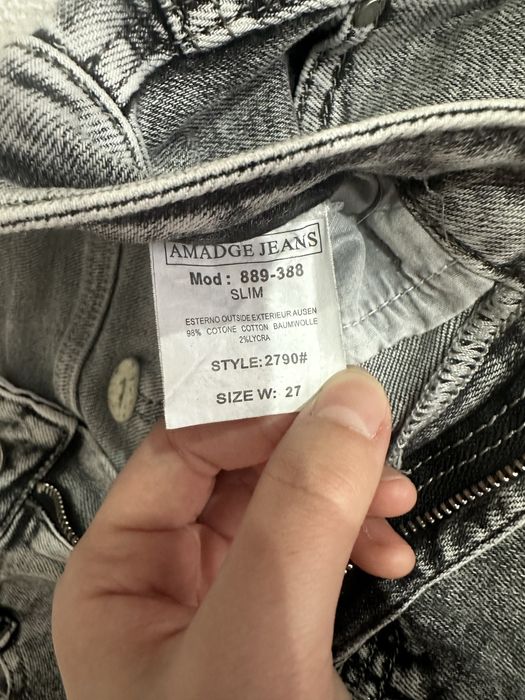 AMADGE JEANS
Mod: 889-388
SLIM
ESTERNO OUTSIDE EXTERIEUR AUSEN
98% COTONE COTTON BAUMWOLLE
2%LYCRA
STYLE:2790#
SIZE W: 27